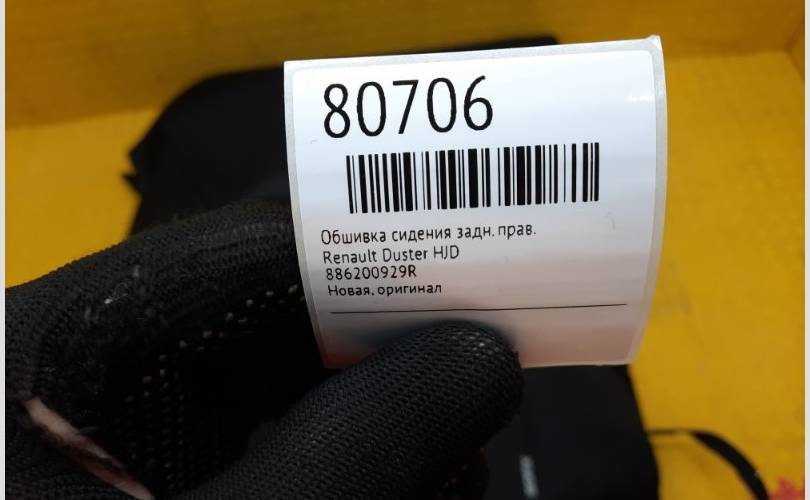 80706
Обшивка сидения задн. прав.
Renault Duster HJD
886200929R
Новая, оригинал